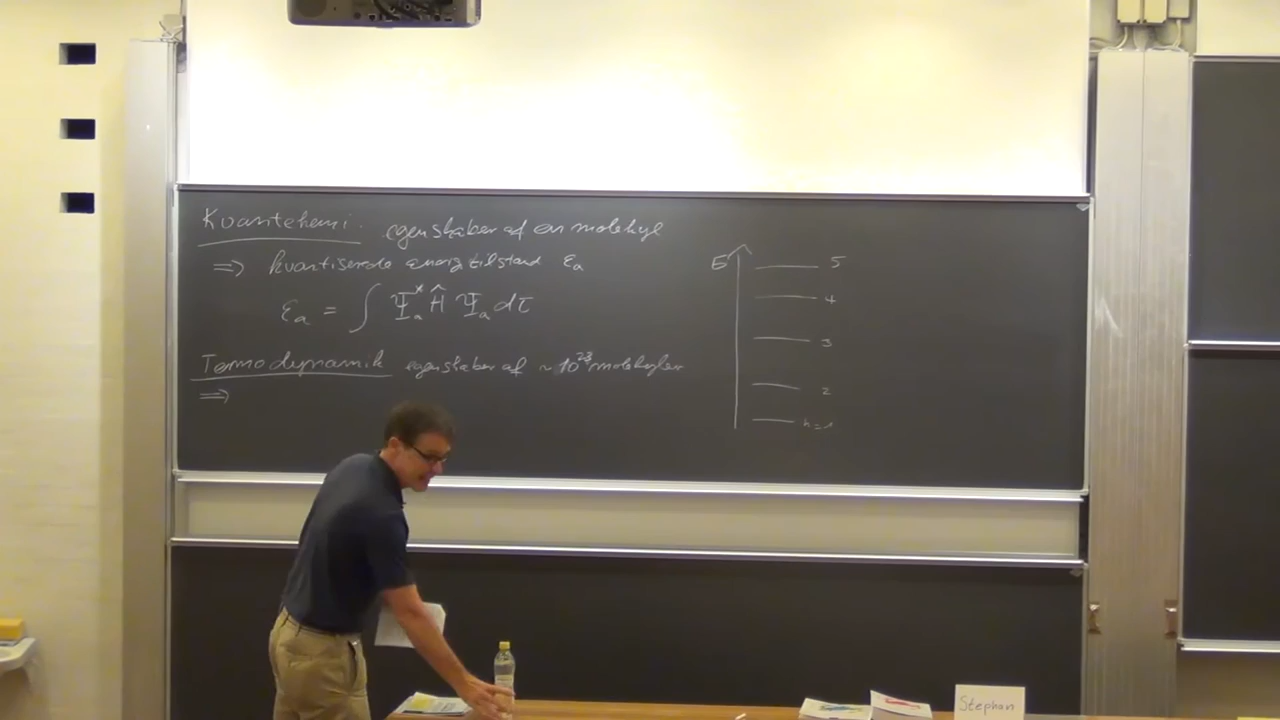 Kvantekemi: egenskaber af en molekyl
=> kvantiserede energitilstand εₐ
εₐ = ∫ Ψₐ* Ĥ Ψₐ dτ
Termodynamik egenskaber af ~ 10²³ molekyler
=>
E
5
4
3
2
n=1
Stephan